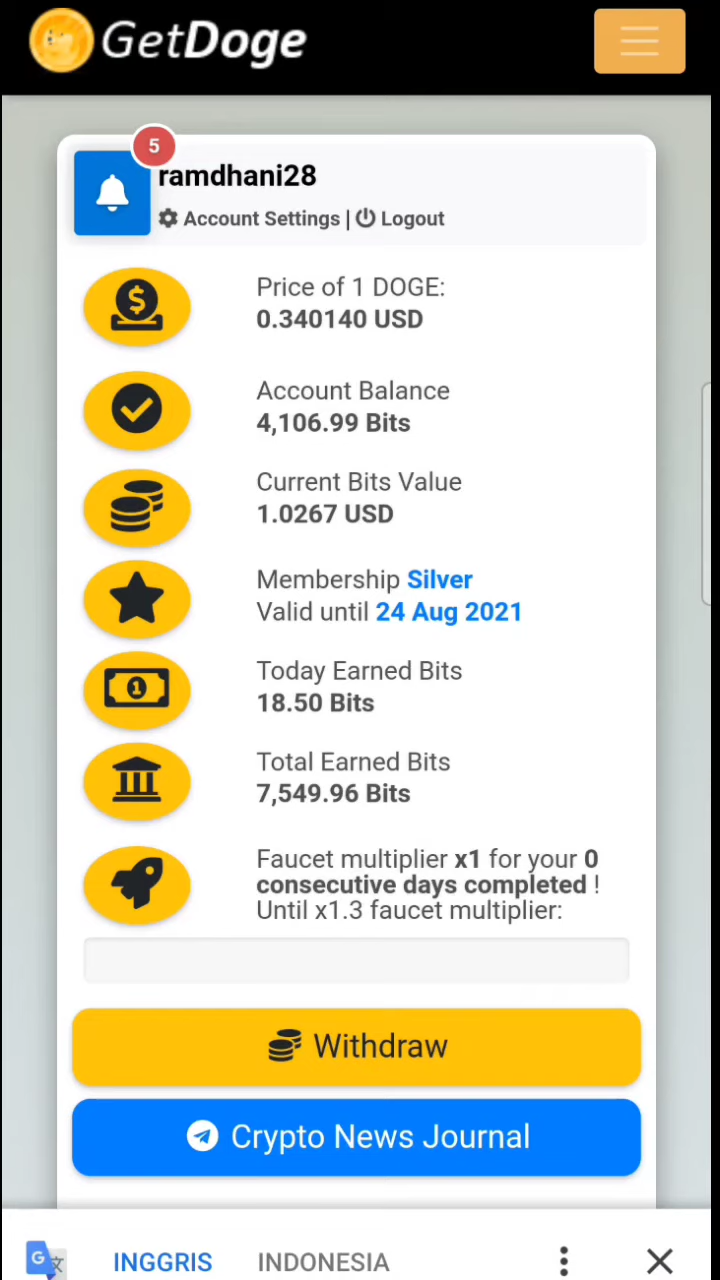 GetDoge
5
ramdhani28
Account Settings | Logout
Price of 1 DOGE:
0.340140 USD
Account Balance
4,106.99 Bits
Current Bits Value
1.0267 USD
Membership Silver
Valid until 24 Aug 2021
Today Earned Bits
18.50 Bits
Total Earned Bits
7,549.96 Bits
Faucet multiplier x1 for your 0
consecutive days completed !
Until x1.3 faucet multiplier:
Withdraw
Crypto News Journal
INGGRIS INDONESIA